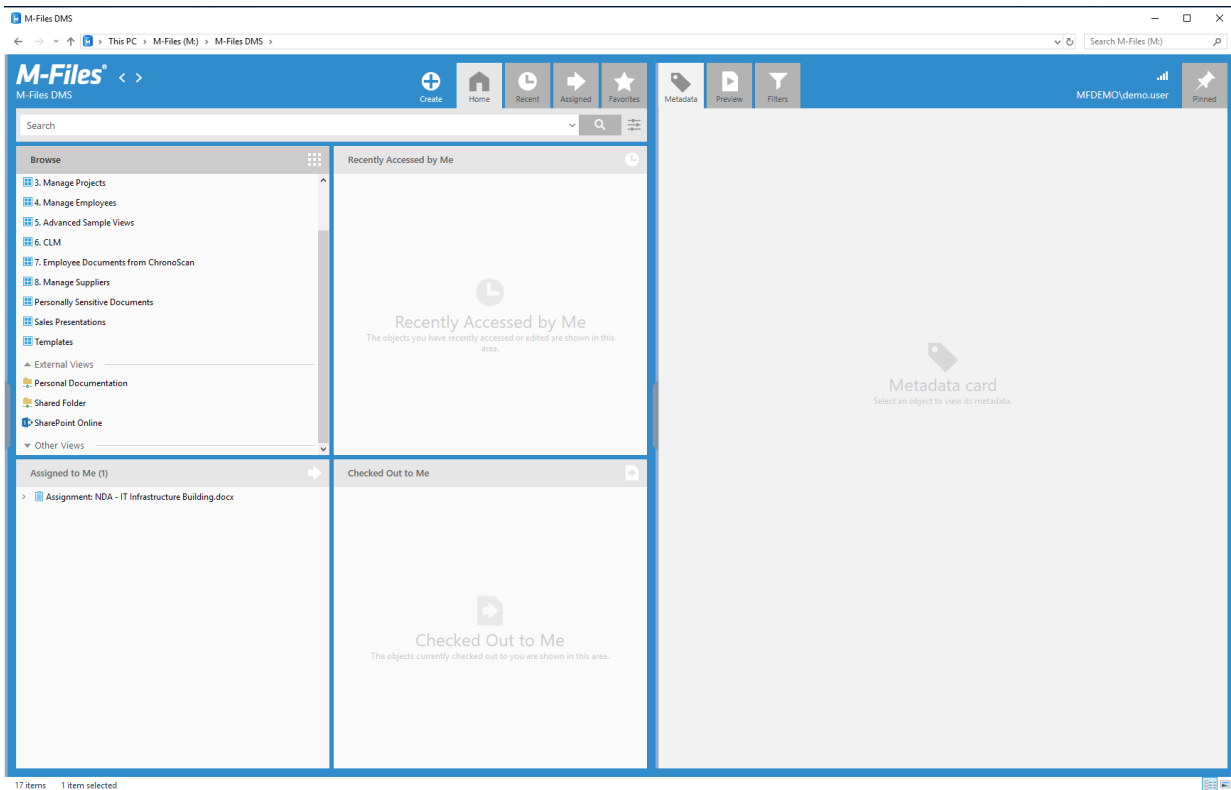 M-Files DMS
This PC > M-Files (M:) > M-Files DMS >
Search M-Files (M:)
M-Files®
M-Files DMS
Create
Home
Recent
Assigned
Favorites
Metadata
Preview
Filters
MFDEMO\demo.user
Pinned
Search
Browse
3. Manage Projects
4. Manage Employees
5. Advanced Sample Views
6. CLM
7. Employee Documents from ChronoScan
8. Manage Suppliers
Personally Sensitive Documents
Sales Presentations
Templates
External Views
Personal Documentation
Shared Folder
SharePoint Online
Other Views
Recently Accessed by Me
Recently Accessed by Me
The objects you have recently accessed or edited are shown in this
area.
Assigned to Me (1)
Assignment: NDA - IT Infrastructure Building.docx
Checked Out to Me
Checked Out to Me
The objects currently checked out to you are shown in this area.
Metadata card
Select an object to view its metadata.
17 items 1 item selected